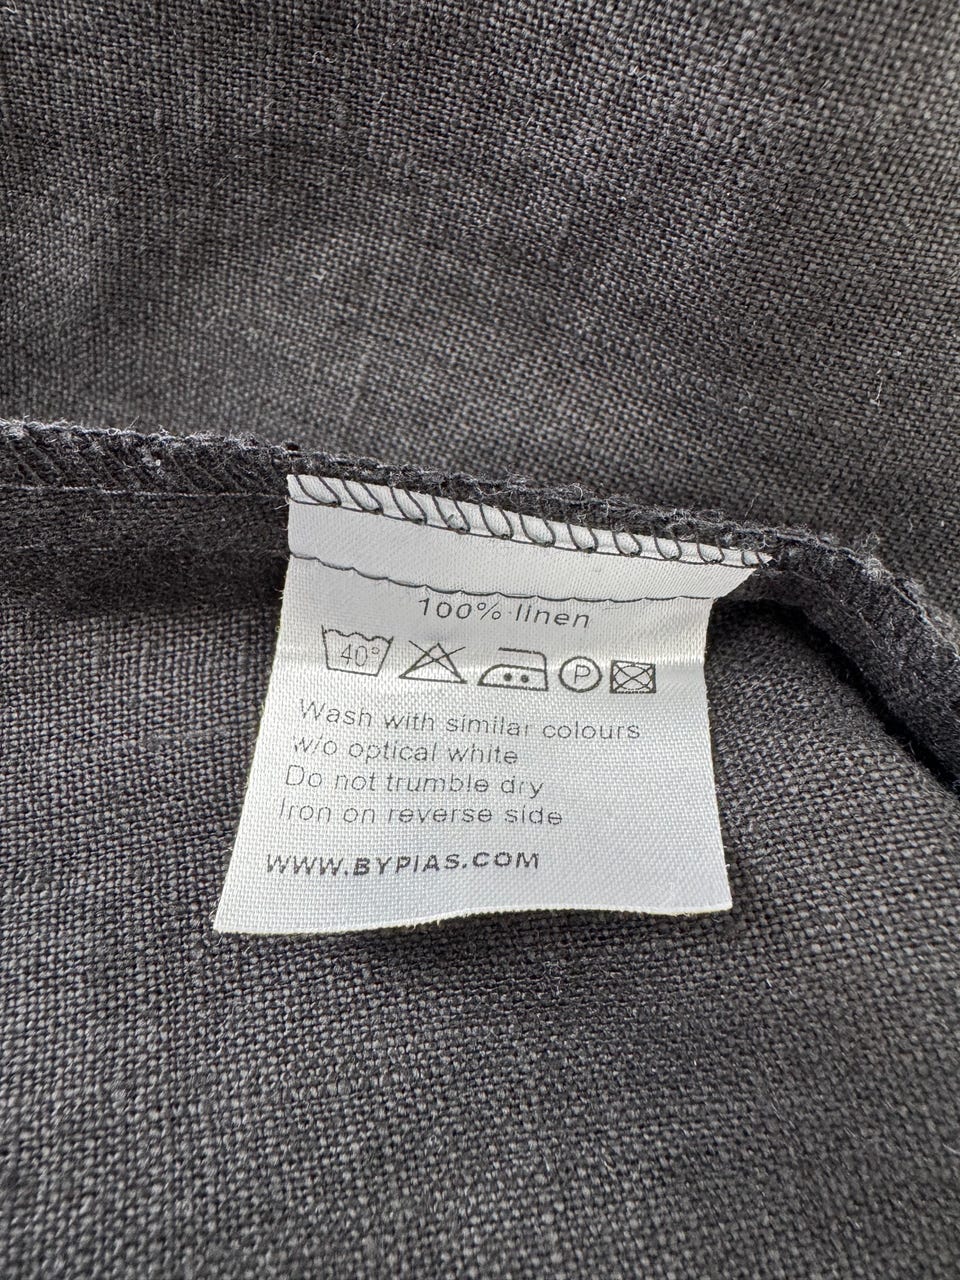 100% linen
40° P
Wash with similar colours
w/o optical white
Do not trumble dry
Iron on reverse side
WWW.BYPIAS.COM